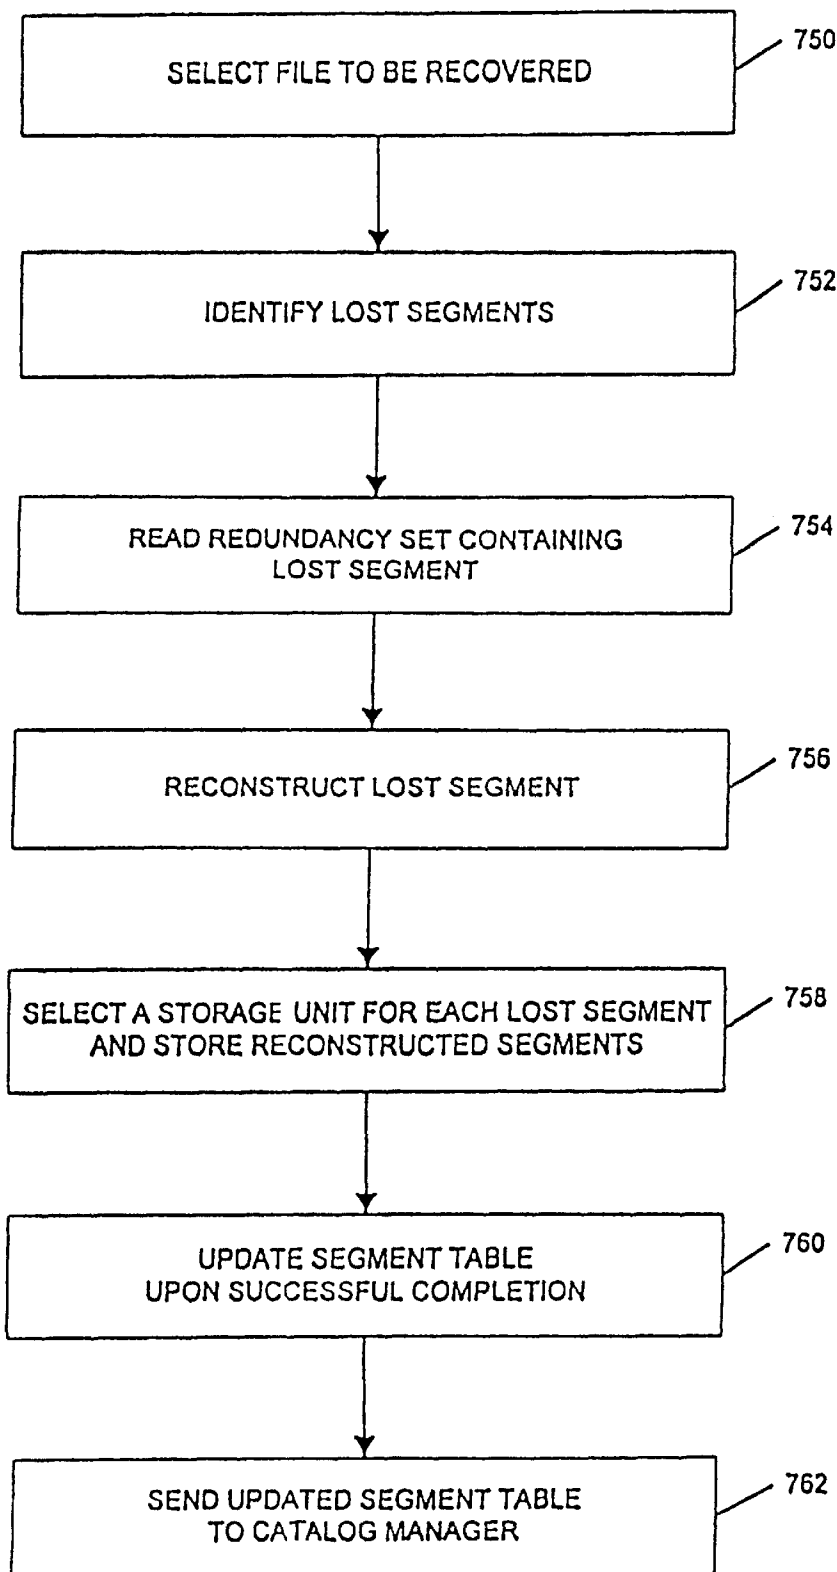 750
SELECT FILE TO BE RECOVERED
752
IDENTIFY LOST SEGMENTS
754
READ REDUNDANCY SET CONTAINING
LOST SEGMENT
756
RECONSTRUCT LOST SEGMENT
758
SELECT A STORAGE UNIT FOR EACH LOST SEGMENT
AND STORE RECONSTRUCTED SEGMENTS
760
UPDATE SEGMENT TABLE
UPON SUCCESSFUL COMPLETION
762
SEND UPDATED SEGMENT TABLE
TO CATALOG MANAGER